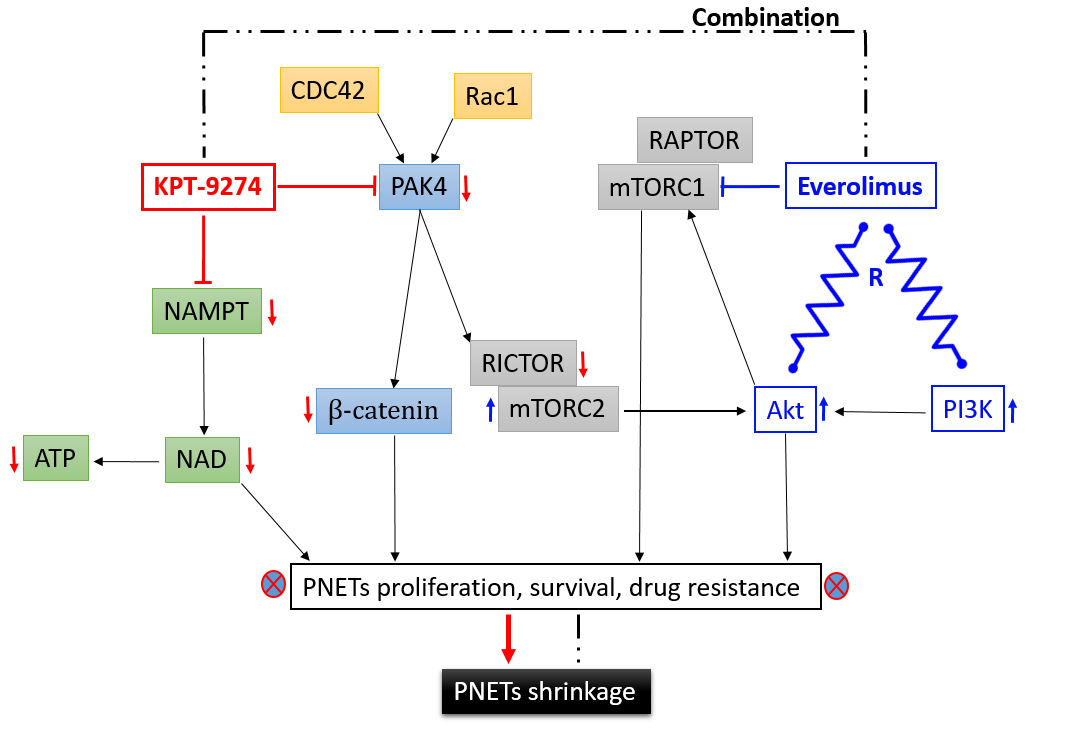 Combination
CDC42
Rac1
RAPTOR
KPT-9274
PAK4
mTORC1
Everolimus
R
NAMPT
RICTOR
β-catenin
mTORC2
Akt
PI3K
ATP
NAD
PNETs proliferation, survival, drug resistance
PNETs shrinkage